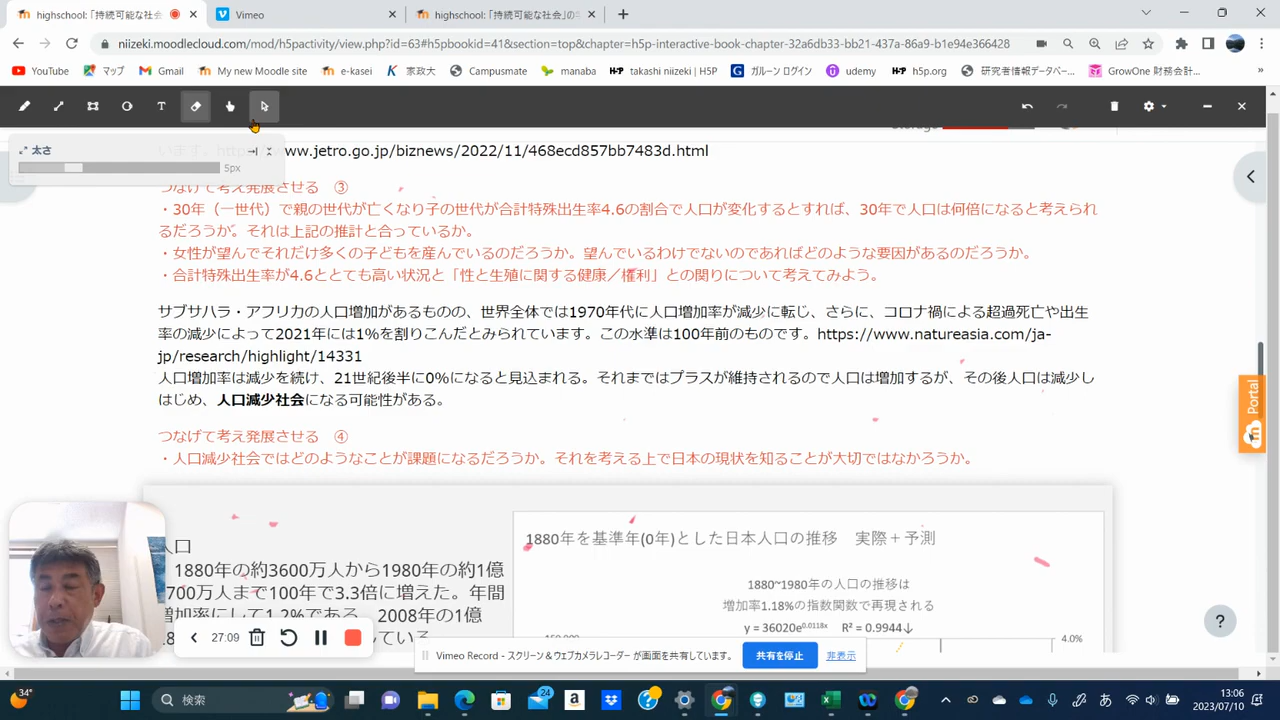 highschool: 「持続可能な社会」
Vimeo
highschool: 「持続可能な社会」の
niizeki.moodlecloud.com/mod/h5pactivity/view.php?id=63#h5pbookid=41&section=top&chapter=h5p-interactive-book-chapter-32a6db33-bb21-437a-86a9-b1e94e366428
YouTube マップ Gmail My new Moodle site e-kasei 家政大 Campusmate manaba takashi niizeki | H5P ガルーン ログイン udemy h5p.org 研究者情報データベー... GrowOne 財務会計...
太さ
5px
www.jetro.go.jp/biznews/2022/11/468ecd857bb7483d.html
つなげて考え発展させる ③
・30年（一世代）で親の世代が亡くなり子の世代が合計特殊出生率4.6の割合で人口が変化するとすれば、30年で人口は何倍になると考えられ
るだろうか。それは上記の推計と合っているか。
・女性が望んでそれだけ多くの子どもを産んでいるのだろうか。望んでいるわけでないのであればどのような要因があるのだろうか。
・合計特殊出生率が4.6ととても高い状況と「性と生殖に関する健康／権利」との関りについて考えてみよう。
サブサハラ・アフリカの人口増加があるものの、世界全体では1970年代に人口増加率が減少に転じ、さらに、コロナ禍による超過死亡や出生
率の減少によって2021年には1%を割りこんだとみられています。この水準は100年前のものです。https://www.natureasia.com/ja-
jp/research/highlight/14331
人口増加率は減少を続け、21世紀後半に0%になると見込まれる。それまではプラスが維持されるので人口は増加するが、その後人口は減少し
はじめ、人口減少社会になる可能性がある。
つなげて考え発展させる ④
・人口減少社会ではどのようなことが課題になるだろうか。それを考える上で日本の現状を知ることが大切ではなかろうか。
Portal
人口
1880年の約3600万人から1980年の約1億
700万人まで100年で3.3倍に増えた。年間
増加率にして1.2%である。2008年の1億
1880年を基準年(0年)とした日本人口の推移 実際＋予測
1880~1980年の人口の推移は
増加率1.18%の指数関数で再現される
y = 36020e^0.0118x R² = 0.9944↓
4.0%
27:09
Vimeo Record - スクリーン＆ウェブカメラレコーダー が画面を共有しています。
共有を停止
非表示
34°
検索
24
あ
13:06
2023/07/10